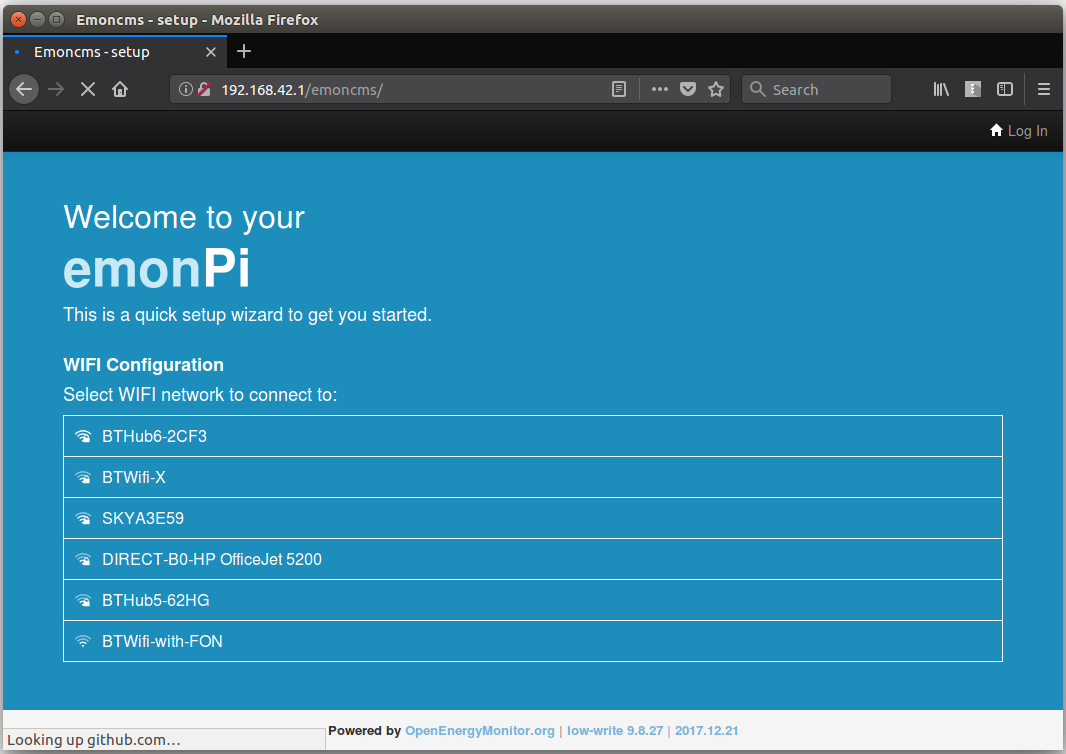 Emoncms - setup - Mozilla Firefox
Emoncms - setup
192.168.42.1/emoncms/
Search
Log In
Welcome to your
emonPi
This is a quick setup wizard to get you started.
WIFI Configuration
Select WIFI network to connect to:
BTHub6-2CF3
BTWifi-X
SKYA3E59
DIRECT-B0-HP OfficeJet 5200
BTHub5-62HG
BTWifi-with-FON
Powered by OpenEnergyMonitor.org | low-write 9.8.27 | 2017.12.21
Looking up github.com…